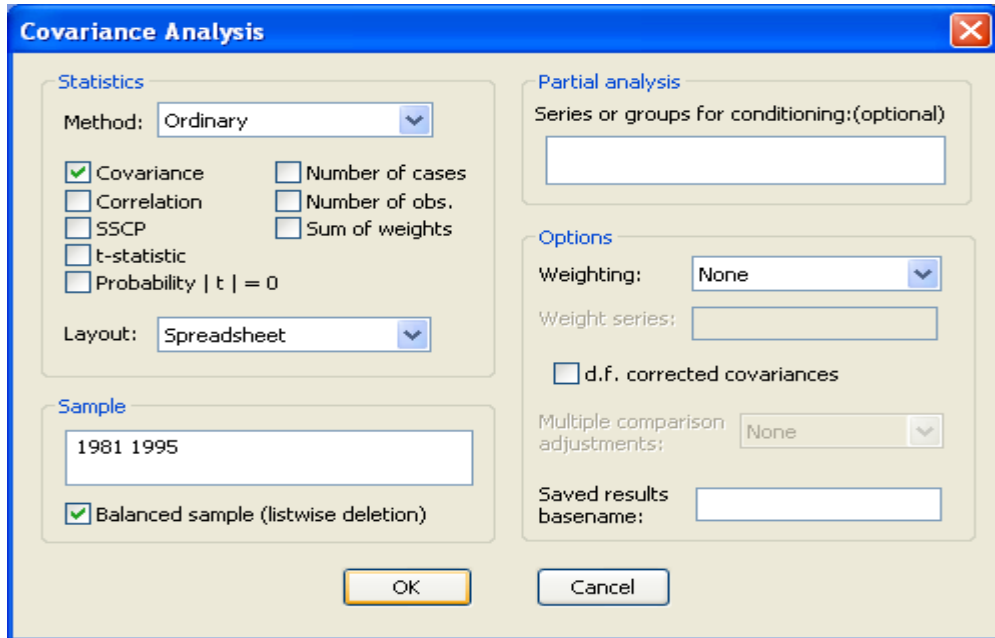 Covariance Analysis
Statistics
Method: Ordinary
Covariance
Number of cases
Correlation
Number of obs.
SSCP
Sum of weights
t-statistic
Probability | t | = 0
Layout: Spreadsheet
Sample
1981 1995
Balanced sample (listwise deletion)
Partial analysis
Series or groups for conditioning:(optional)
Options
Weighting: None
Weight series:
d.f. corrected covariances
Multiple comparison
adjustments: None
Saved results
basename:
OK
Cancel